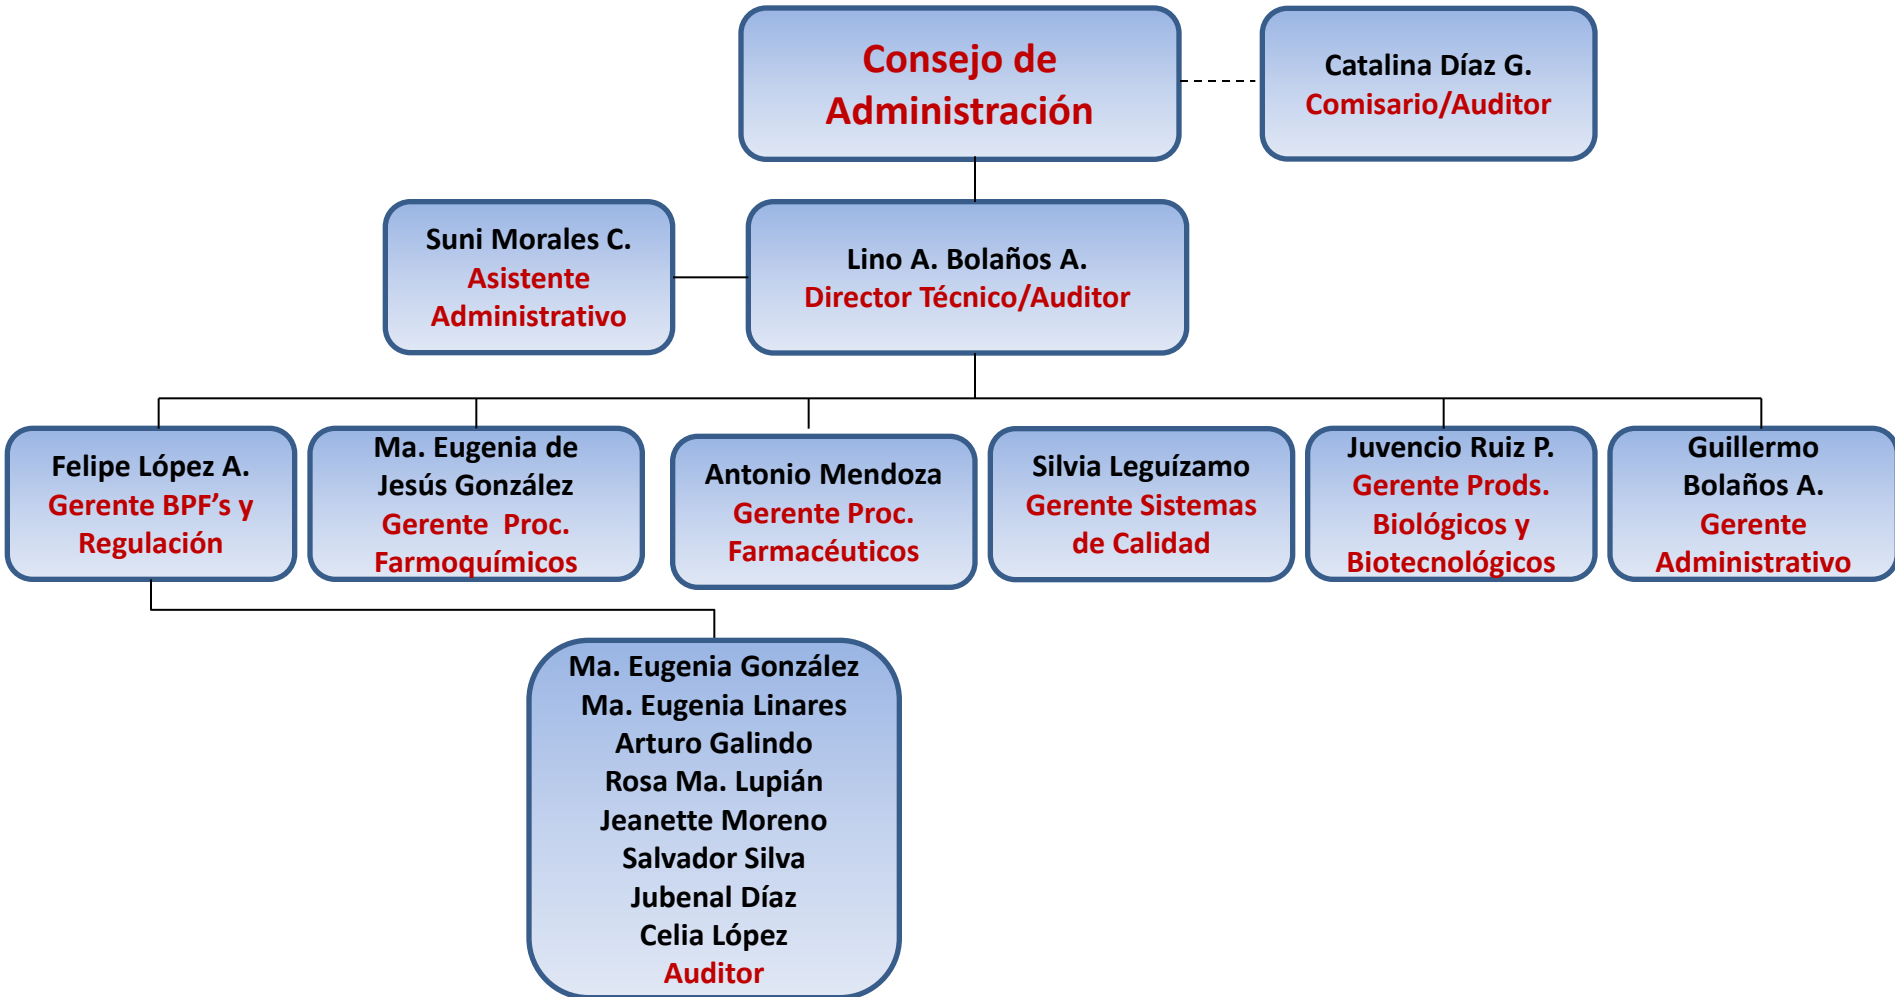 Consejo de
Administración
Catalina Díaz G.
Comisario/Auditor
Suni Morales C.
Asistente
Administrativo
Lino A. Bolaños A.
Director Técnico/Auditor
Felipe López A.
Gerente BPF’s y
Regulación
Ma. Eugenia de
Jesús González
Gerente  Proc.
Farmoquímicos
Antonio Mendoza
Gerente Proc.
Farmacéuticos
Silvia Leguízamo
Gerente Sistemas
de Calidad
Juvencio Ruiz P.
Gerente Prods.
Biológicos y
Biotecnológicos
Guillermo
Bolaños A.
Gerente
Administrativo
Ma. Eugenia González
Ma. Eugenia Linares
Arturo Galindo
Rosa Ma. Lupián
Jeanette Moreno
Salvador Silva
Jubenal Díaz
Celia López
Auditor